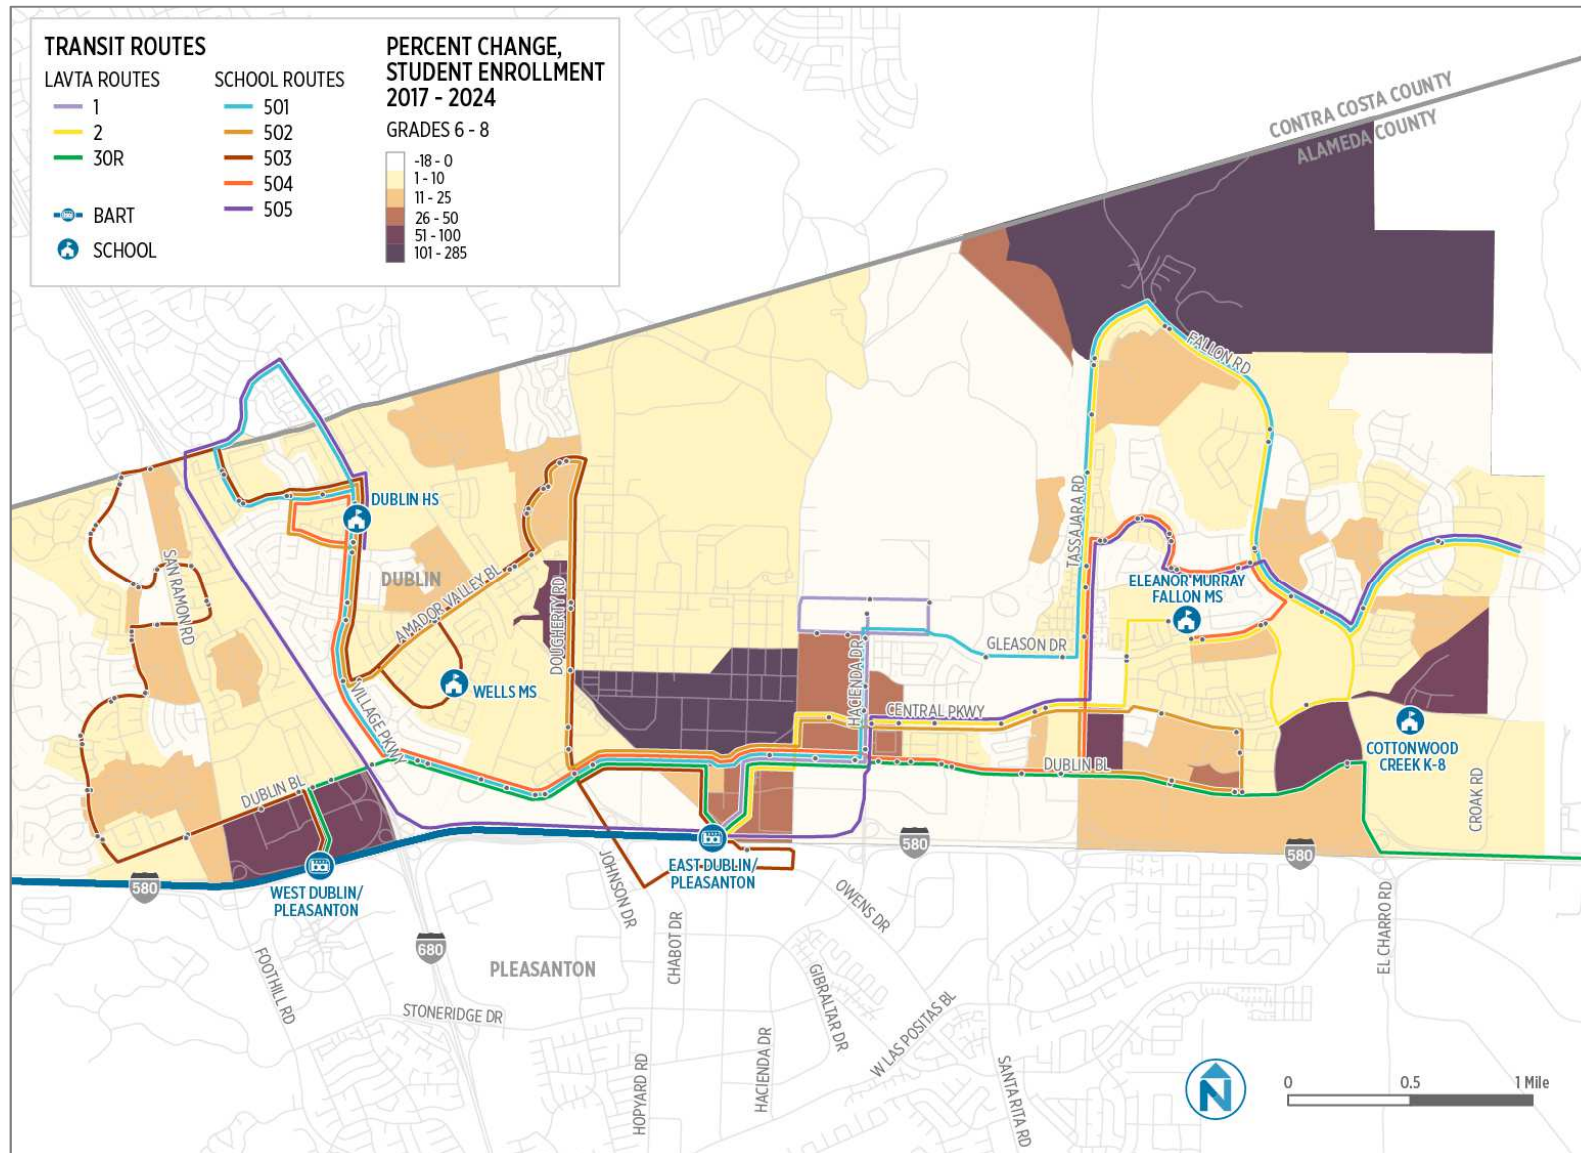 TRANSIT ROUTES
LAVTA ROUTES
1
2
30R
BART
SCHOOL
SCHOOL ROUTES
501
502
503
504
505
PERCENT CHANGE,
STUDENT ENROLLMENT
2017 - 2024
GRADES 6 - 8
-18 - 0
1 - 10
11 - 25
26 - 50
51 - 100
101 - 285
CONTRA COSTA COUNTY
ALAMEDA COUNTY
FALLON RD
DUBLIN HS
SAN RAMON RD
DUBLIN
AMADOR VALLEY BL
DOUGHERTY RD
TASSAJARA RD
ELEANOR MURRAY
FALLON MS
GLEASON DR
HACIENDA DR
WELLS MS
VILLAGE PKWY
CENTRAL PKWY
COTTONWOOD
CREEK K-8
DUBLIN BL
DUBLIN BL
CROAK RD
JOHNSON DR
EAST DUBLIN/
PLEASANTON
580
580
580
WEST DUBLIN/
PLEASANTON
OWENS DR
CHABOT DR
EL CHARRO RD
680
FOOTHILL RD
PLEASANTON
STONERIDGE DR
GIBRALTAR DR
W LAS POSITAS BL
HOPYARD RD
HACIENDA DR
SANTA RITA RD
N
0
0.5
1 Mile